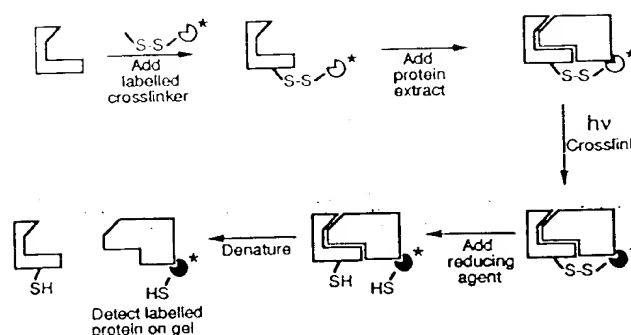 S-S *
Add
labelled
crosslinker
S-S *
Add
protein
extract
S-S *
hν
Crosslink
S-S
Add
reducing
agent
SH HS *
Denature
SH HS *
Detect labelled
protein on gel